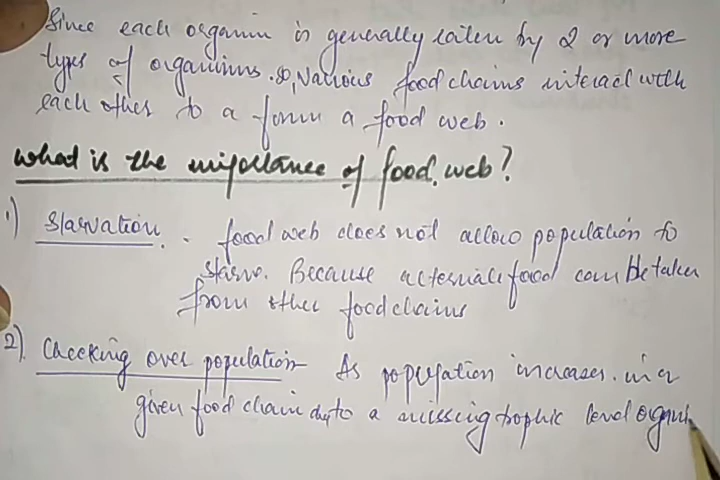 Since each organim is generally eaten by 2 or more
types of organisms. so, various food chains interact with
each other to a form a food web.
What is the importance of food web?
1) Starvation. - food web does not allow population to
starve. Because alternate food can be taken
from other food chains
2). Checking over population - As population increases in a
given food chain due to a missing trophic level organi